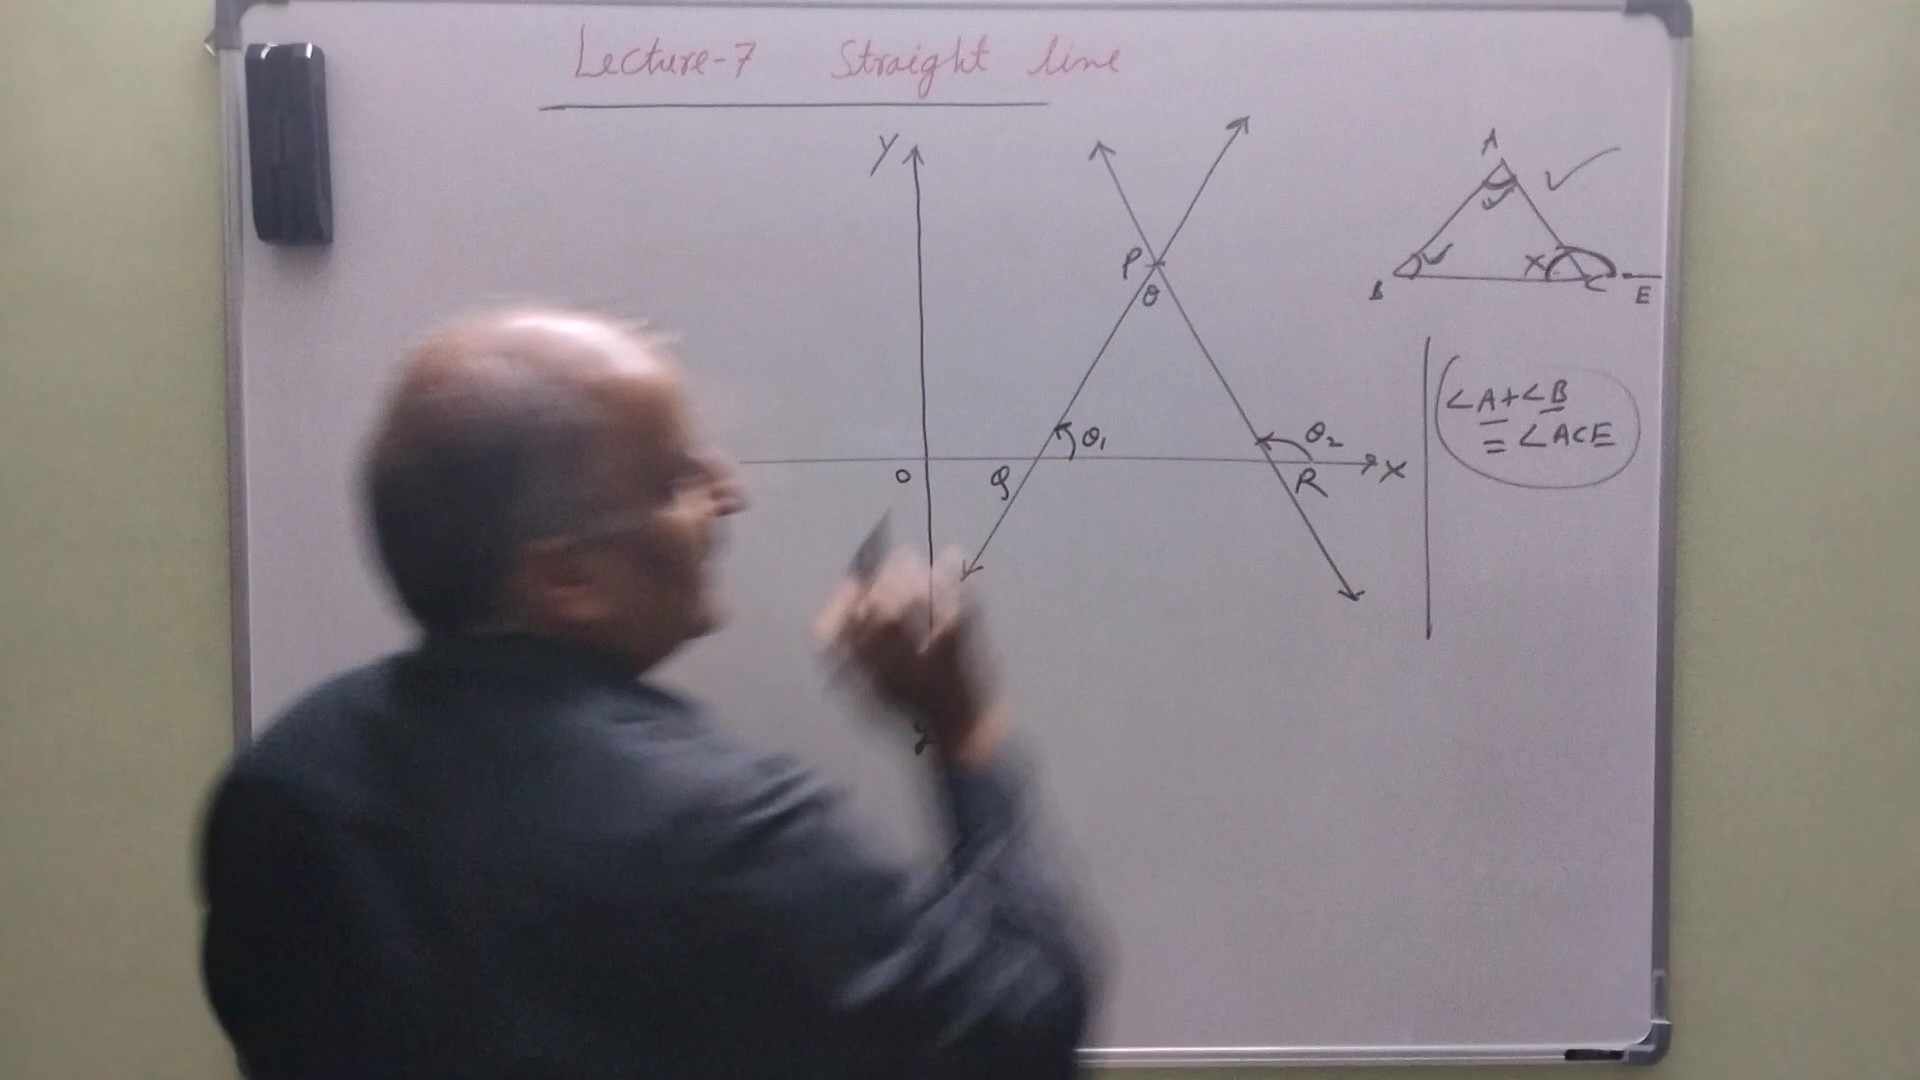 Lecture-7 Straight line
Y
P
θ
θ₁
θ₂
O
Q
R
X
A
B
X
C
E
∠A+∠B
= ∠ACE